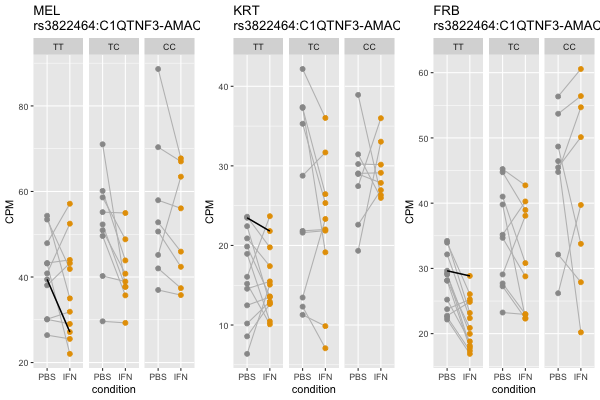 MEL
rs3822464:C1QTNF3-AMAC
TT TC CC
CPM
80
60
40
20
PBS IFN PBS IFN PBS IFN
condition
KRT
rs3822464:C1QTNF3-AMAC
TT TC CC
CPM
40
30
20
10
PBS IFN PBS IFN PBS IFN
condition
FRB
rs3822464:C1QTNF3-AMAC
TT TC CC
CPM
60
50
40
30
20
PBS IFN PBS IFN PBS IFN
condition